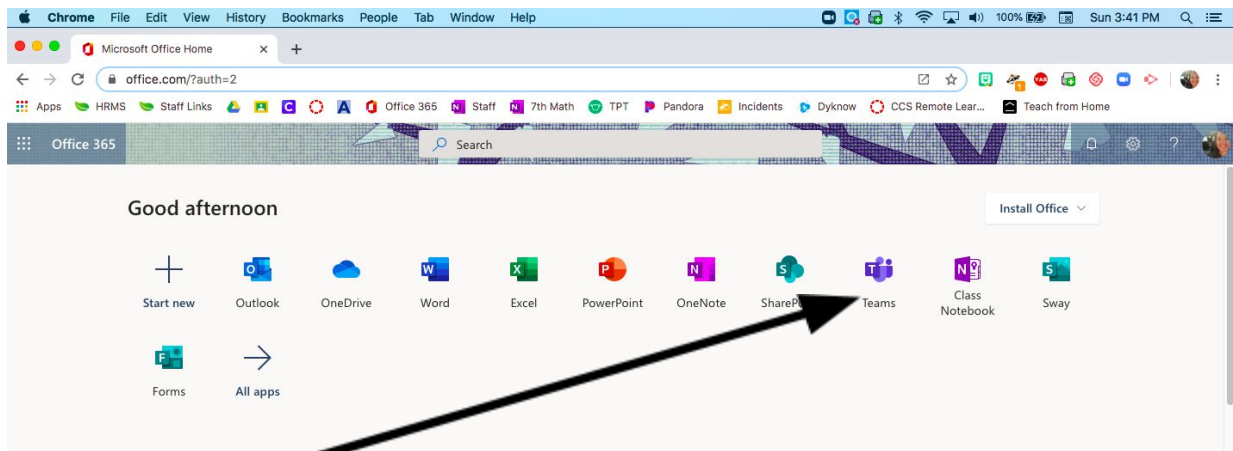 Chrome File Edit View History Bookmarks People Tab Window Help 100% Sun 3:41 PM
Microsoft Office Home
office.com/?auth=2
Apps HRMS Staff Links Office 365 Staff 7th Math TPT Pandora Incidents Dyknow CCS Remote Lear... Teach from Home
Office 365 Search
Good afternoon Install Office
Start new Outlook OneDrive Word Excel PowerPoint OneNote Teams Class Notebook Sway
Forms All apps